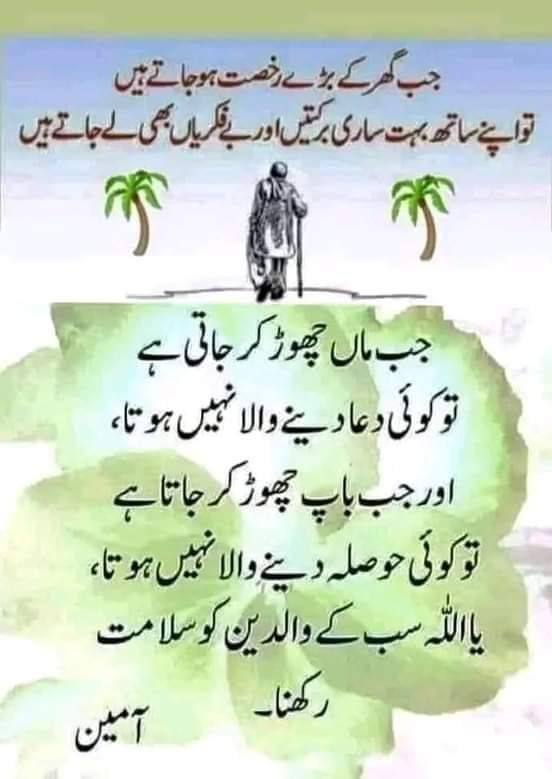 جب گھر کے بڑے رخصت ہو جاتے ہیں
تو اپنے ساتھ بہت ساری برکتیں اور بے فکریاں بھی لے جاتے ہیں
جب ماں چھوڑ کر جاتی ہے
تو کوئی دعا دینے والا نہیں ہوتا،
اور جب باپ چھوڑ کر جاتا ہے
تو کوئی حوصلہ دینے والا نہیں ہوتا،
یا اللہ سب کے والدین کو سلامت
رکھنا۔
آمین